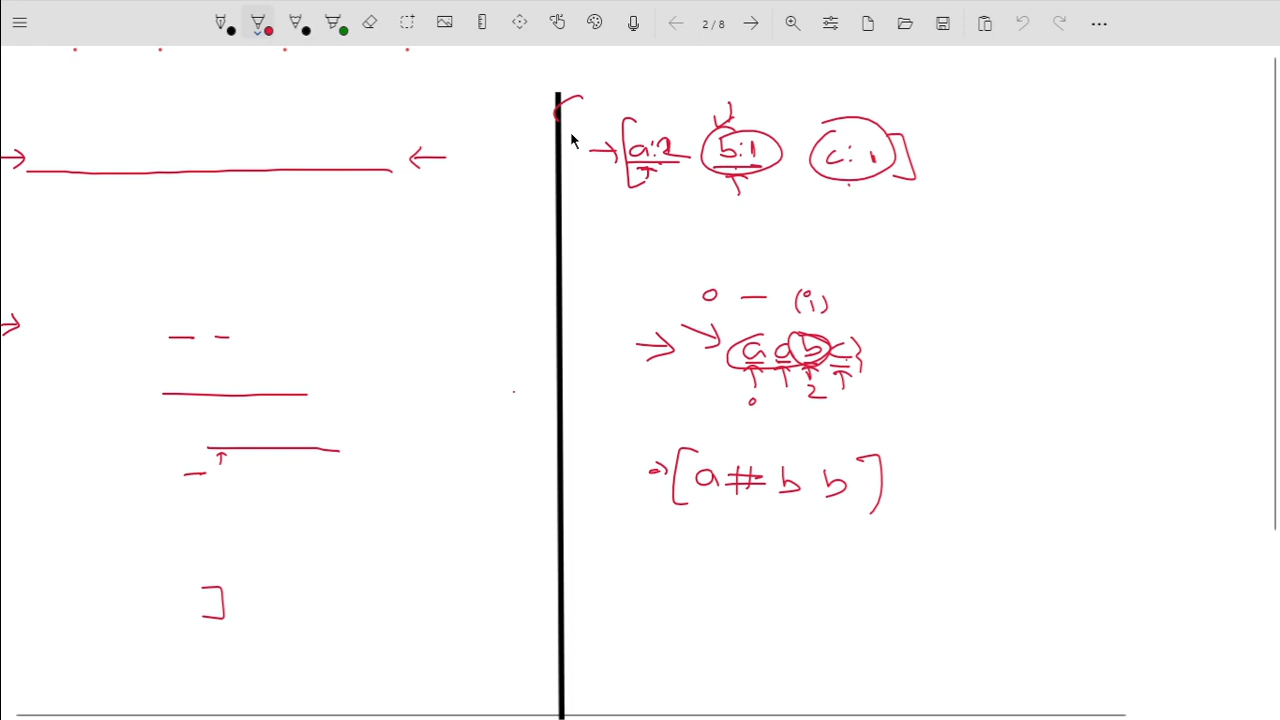 2 / 8
→ [a:2 b:1 c:1]
0 — (i)
a a b c
0 2
⇒ [a # b b]